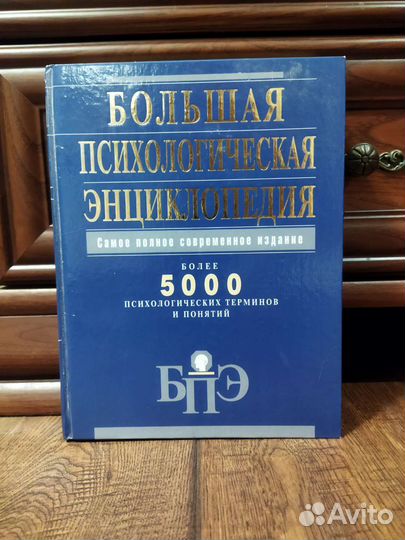 БОЛЬШАЯ
ПСИХОЛОГИЧЕСКАЯ
ЭНЦИКЛОПЕДИЯ
Самое полное современное издание
БОЛЕЕ
5000
ПСИХОЛОГИЧЕСКИХ ТЕРМИНОВ
И ПОНЯТИЙ
БПЭ
Avito